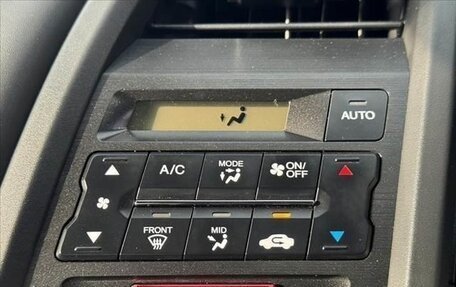 AUTO
A/C
MODE
ON/
OFF
FRONT
MID